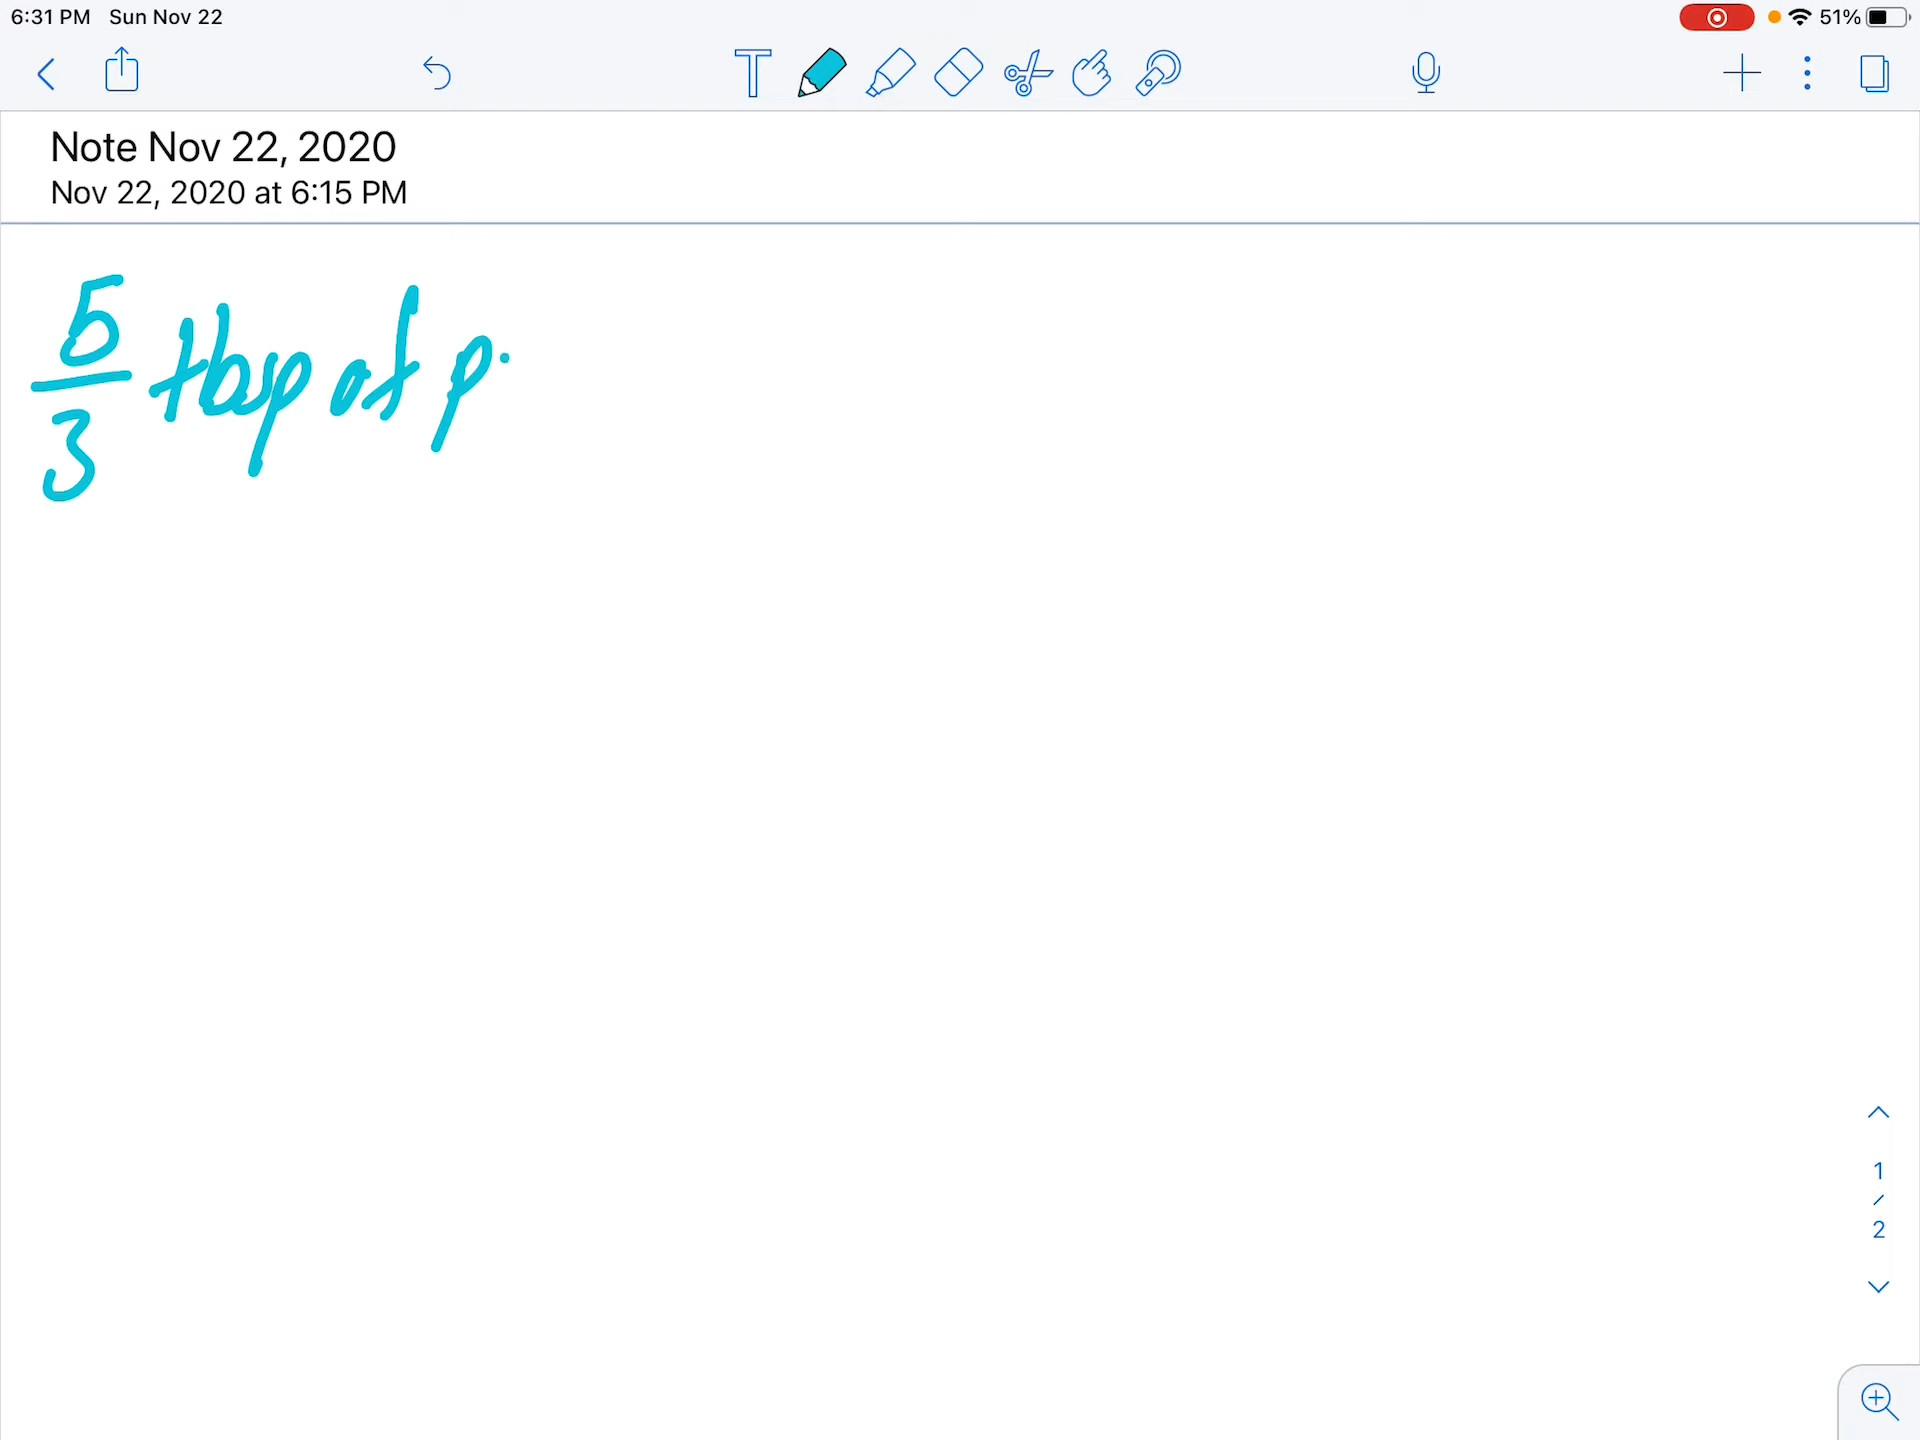 6:31 PM Sun Nov 22
51%
T
Note Nov 22, 2020
Nov 22, 2020 at 6:15 PM
5/3 tbsp of p
1
/
2